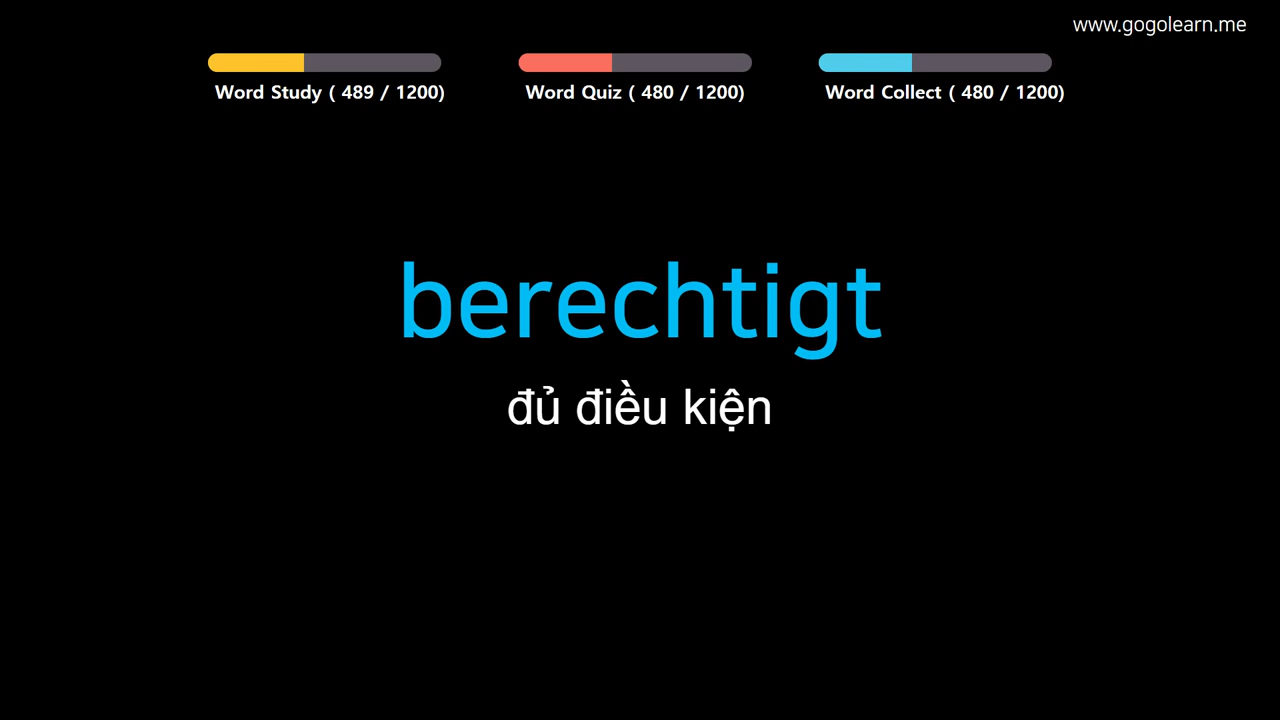 www.gogolearn.me
Word Study ( 489 / 1200)
Word Quiz ( 480 / 1200)
Word Collect ( 480 / 1200)
berechtigt
đủ điều kiện